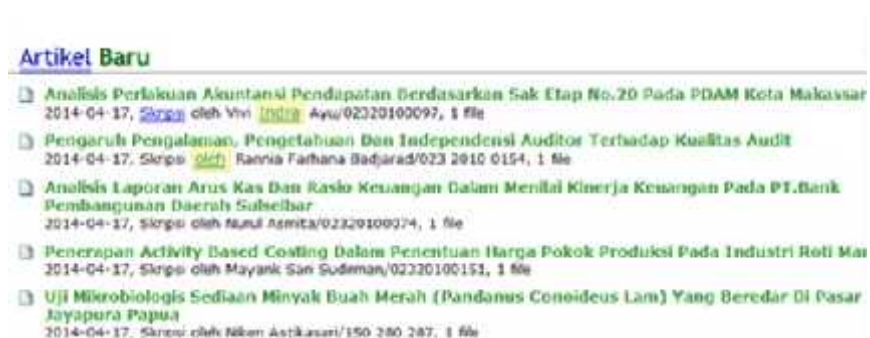 Artikel Baru
Analisis Perlakuan Akuntansi Pendapatan Berdasarkan Sak Etap No.20 Pada PDAM Kota Makassar
2014-04-17, Skripsi oleh Vivi Indra Ayu/02320100097, 1 file
Pengaruh Pengalaman, Pengetahuan Dan Independensi Auditor Terhadap Kualitas Audit
2014-04-17, Skripsi oleh Rannia Farhana Badjarad/023 2010 0154, 1 file
Analisis Laporan Arus Kas Dan Rasio Keuangan Dalam Menilai Kinerja Keuangan Pada PT.Bank
Pembangunan Daerah Sulselbar
2014-04-17, Skripsi oleh Nurul Asmita/02320100074, 1 file
Penerapan Activity Based Costing Dalam Penentuan Harga Pokok Produksi Pada Industri Roti
2014-04-17, Skripsi oleh Mayank San Sudirman/02320100151, 1 file
Uji Mikrobiologis Sediaan Minyak Buah Merah (Pandanus Conoideus Lam) Yang Beredar Di Pasar
Jayapura Papua
2014-04-17, Skripsi oleh Niken Astikasari/150 280 287, 1 file